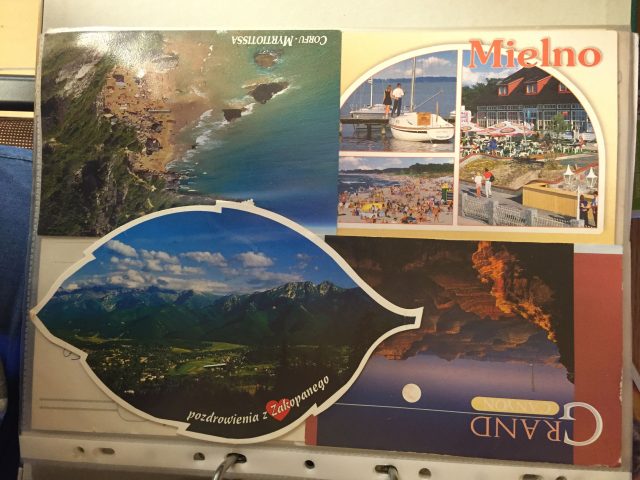 CORFU - MYRTIOTISSA
Mielno
pozdrowienia z Zakopanego
GRAND
CANYON